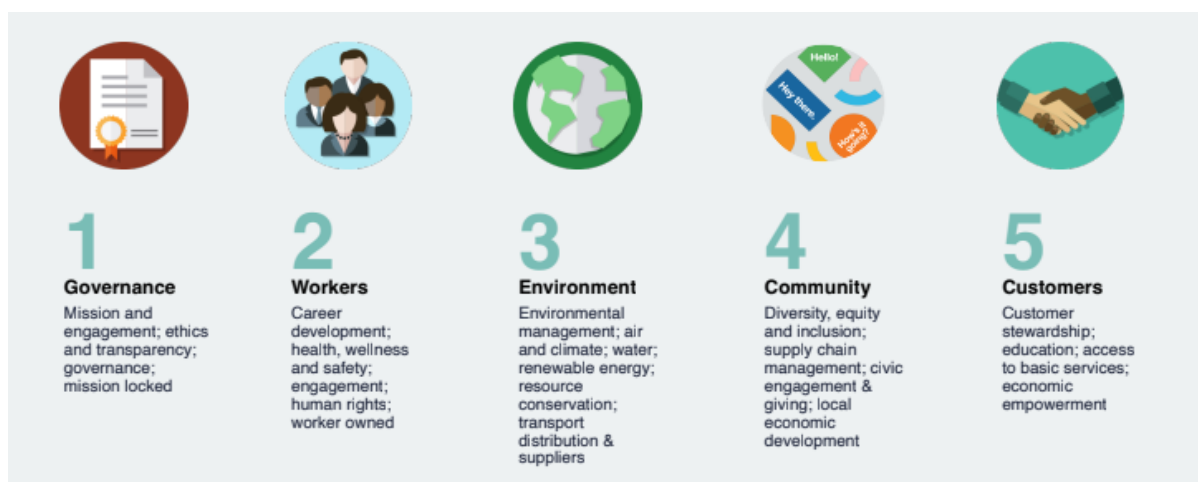 Hello!
Hey there.
How's it
going?
1
Governance
Mission and
engagement; ethics
and transparency;
governance;
mission locked
2
Workers
Career
development;
health, wellness
and safety;
engagement;
human rights;
worker owned
3
Environment
Environmental
management; air
and climate; water;
renewable energy;
resource
conservation;
transport
distribution &
suppliers
4
Community
Diversity, equity
and inclusion;
supply chain
management; civic
engagement &
giving; local
economic
development
5
Customers
Customer
stewardship;
education; access
to basic services;
economic
empowerment